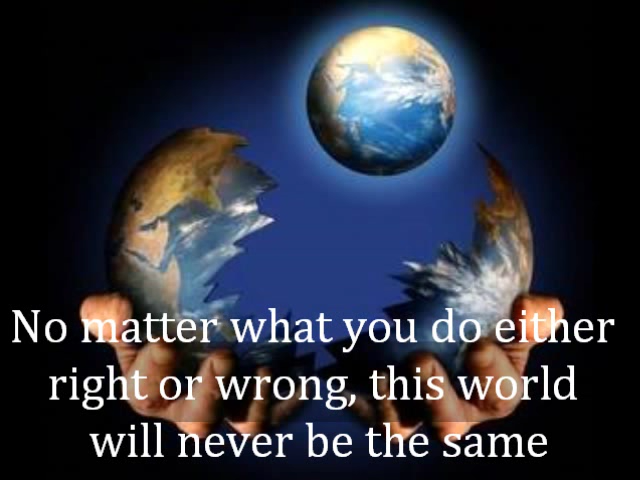 No matter what you do either
right or wrong, this world
will never be the same